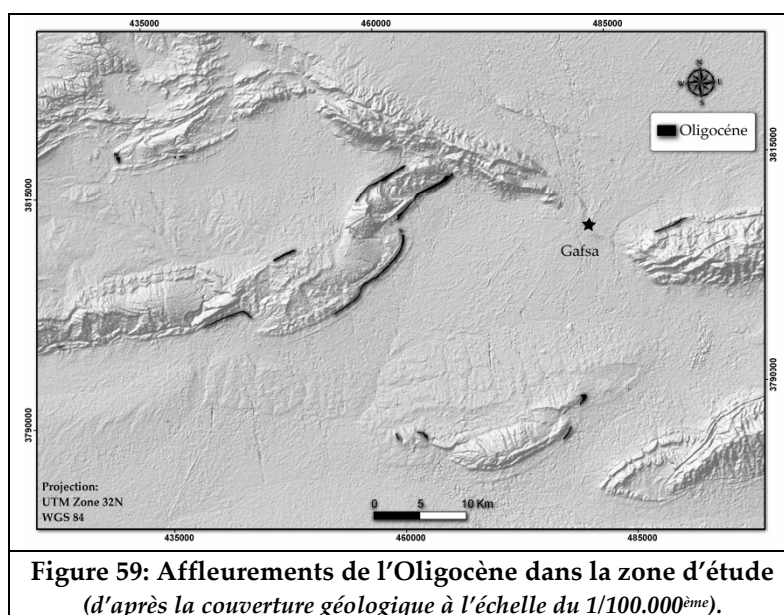 435000 460000 485000
N
W E
S
Oligocéne
3815000
3815000
Gafsa
3790000
3790000
Projection:
UTM Zone 32N
WGS 84
0 5 10 Km
435000 460000 485000
Figure 59: Affleurements de l’Oligocène dans la zone d’étude
(d’après la couverture géologique à l’échelle du 1/100.000ème).